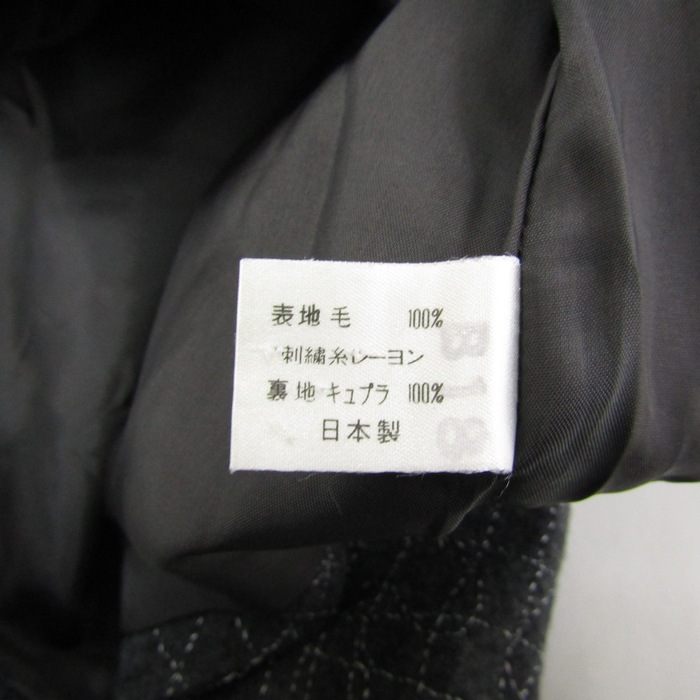 表地 毛 100%
刺繍糸レーヨン
裏地 キュプラ 100%
日本製
B18